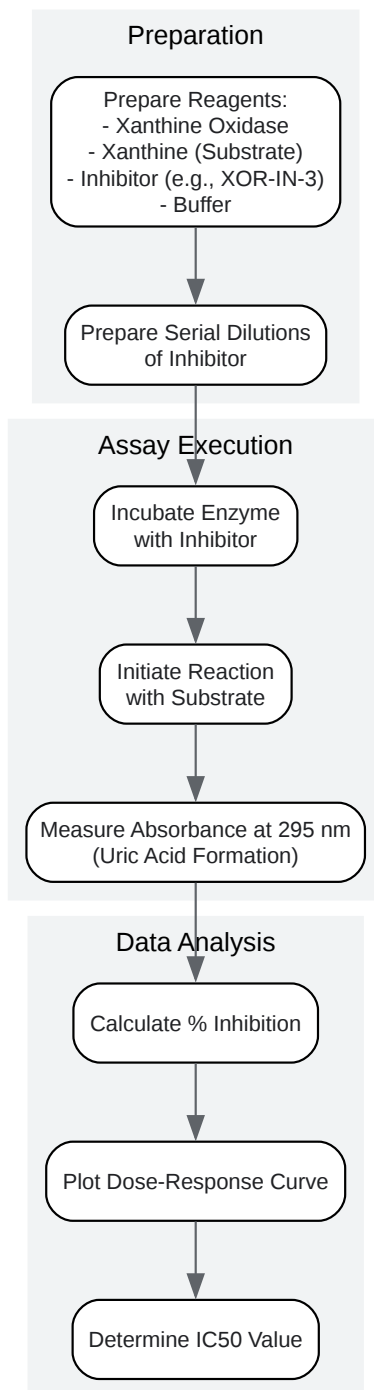 Preparation
Prepare Reagents:
- Xanthine Oxidase
- Xanthine (Substrate)
- Inhibitor (e.g., XOR-IN-3)
- Buffer
Prepare Serial Dilutions
of Inhibitor
Assay Execution
Incubate Enzyme
with Inhibitor
Initiate Reaction
with Substrate
Measure Absorbance at 295 nm
(Uric Acid Formation)
Data Analysis
Calculate % Inhibition
Plot Dose-Response Curve
Determine IC50 Value